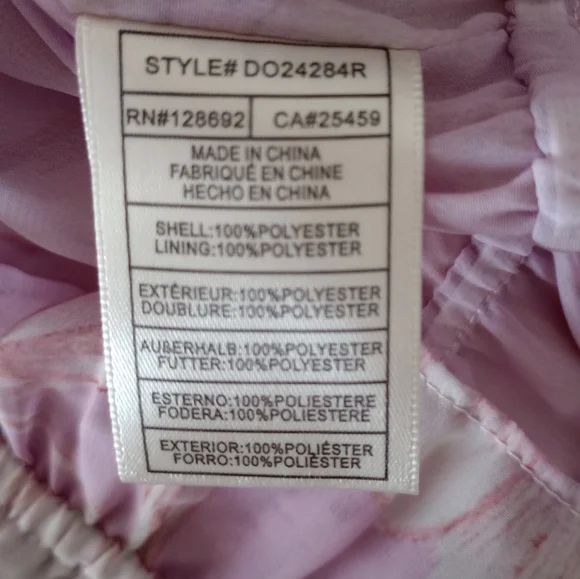 STYLE# DO24284R
RN#128692 CA#25459
MADE IN CHINA
FABRIQUÉ EN CHINE
HECHO EN CHINA
SHELL:100%POLYESTER
LINING:100%POLYESTER
EXTÉRIEUR:100%POLYESTER
DOUBLURE:100%POLYESTER
AUßERHALB:100%POLYESTER
FUTTER:100%POLYESTER
ESTERNO:100%POLIESTERE
FODERA:100%POLIESTERE
EXTERIOR:100%POLIÉSTER
FORRO:100%POLIÉSTER